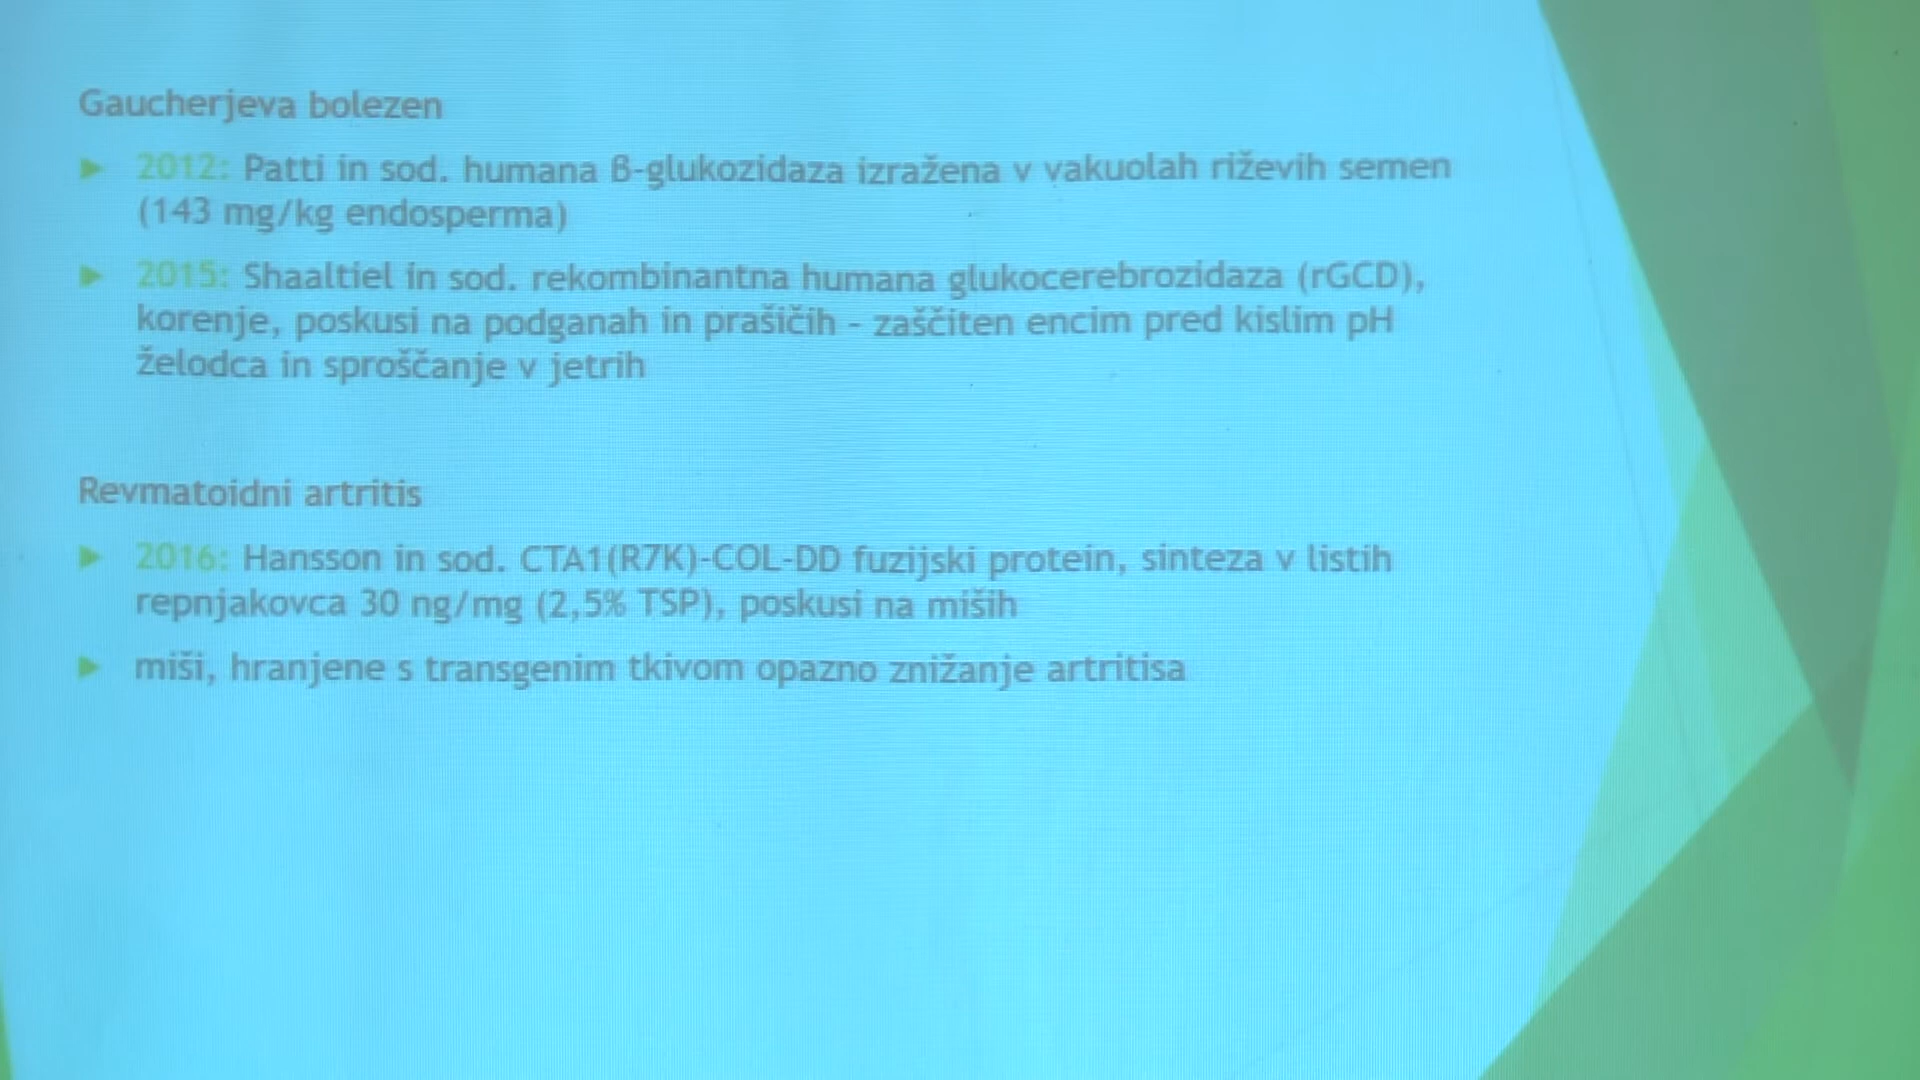 Gaucherjeva bolezen
2012: Patti in sod. humana β-glukozidaza izražena v vakuolah riževih semen
(143 mg/kg endosperma)
2015: Shaaltiel in sod. rekombinantna humana glukocerebrozidaza (rGCD),
korenje, poskusi na podganah in prašičih - zaščiten encim pred kislim pH
želodca in sproščanje v jetrih
Revmatoidni artritis
2016: Hansson in sod. CTA1(R7K)-COL-DD fuzijski protein, sinteza v listih
repnjakovca 30 ng/mg (2,5% TSP), poskusi na miših
miši, hranjene s transgenim tkivom opazno znižanje artritisa